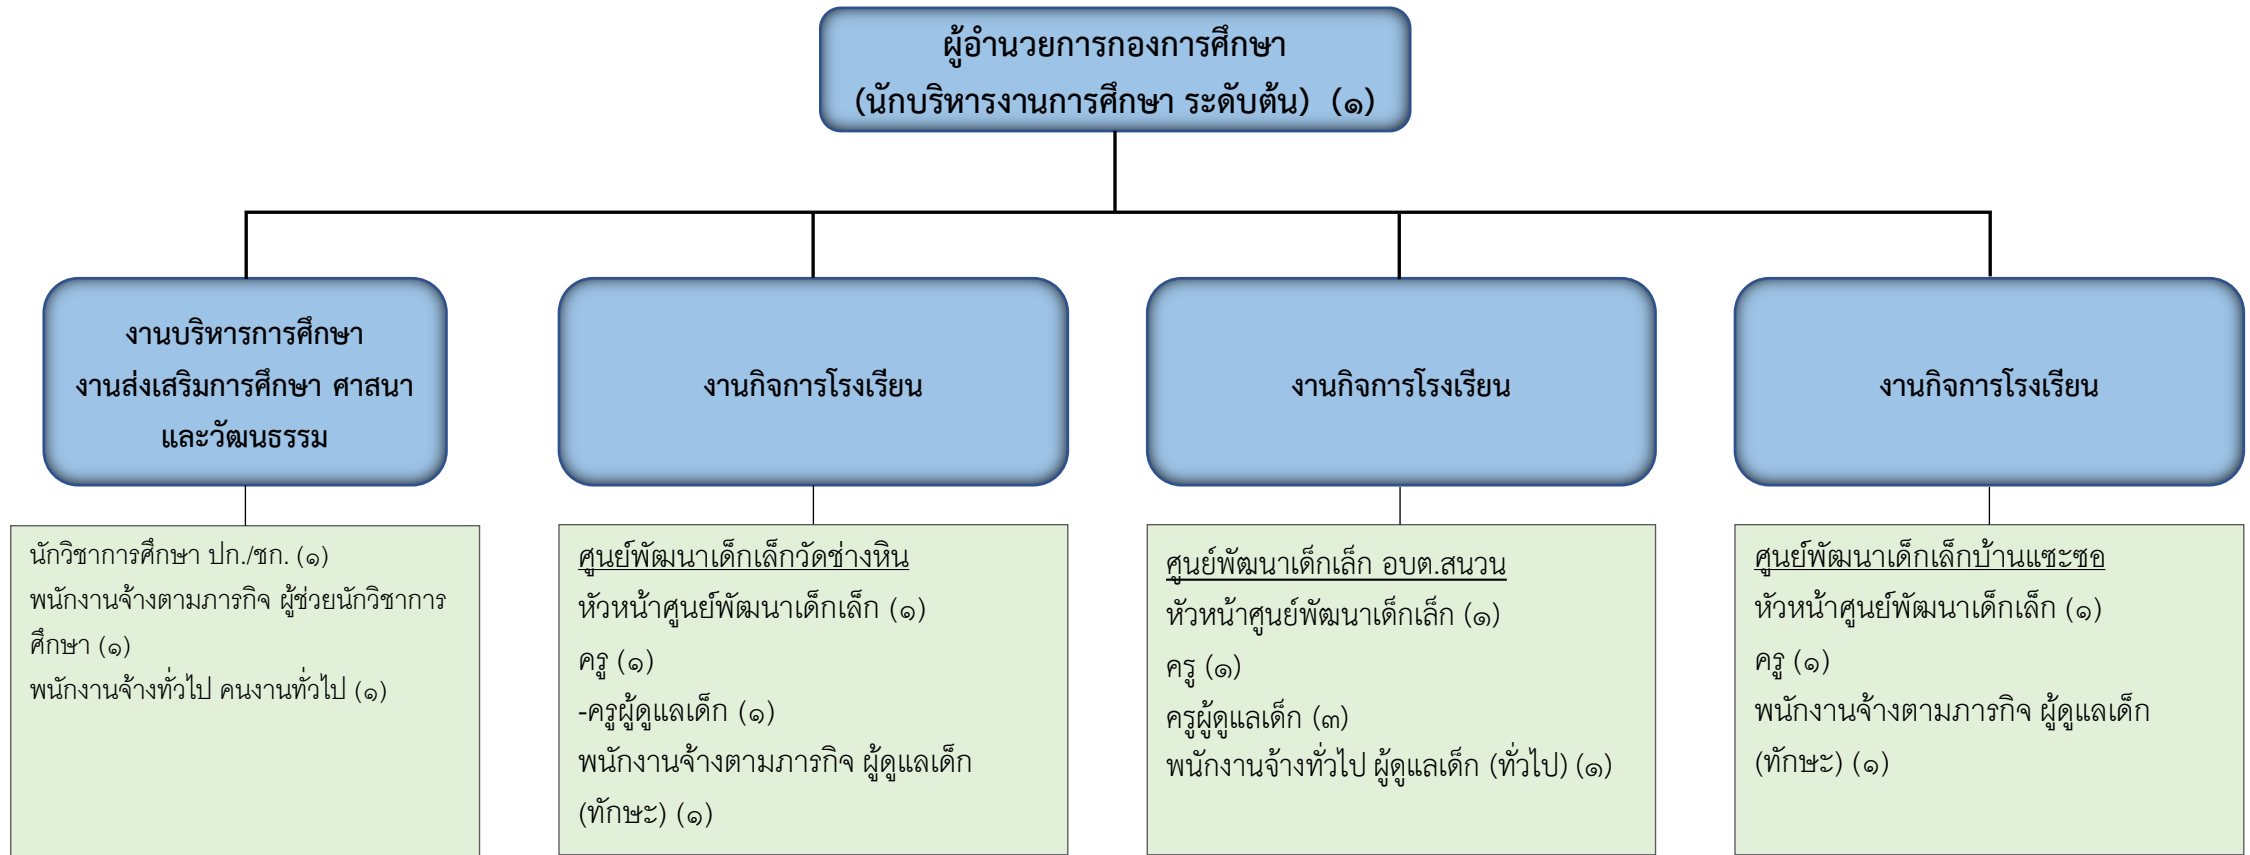 ผู้อำนวยการกองการศึกษา
(นักบริหารงานการศึกษา ระดับต้น) (๑)
งานบริหารการศึกษา
งานส่งเสริมการศึกษา ศาสนา
และวัฒนธรรม
งานกิจการโรงเรียน
งานกิจการโรงเรียน
งานกิจการโรงเรียน
นักวิชาการศึกษา ปก./ชก. (๑)
พนักงานจ้างตามภารกิจ ผู้ช่วยนักวิชาการ
ศึกษา (๑)
พนักงานจ้างทั่วไป คนงานทั่วไป (๑)
ศูนย์พัฒนาเด็กเล็กวัดช่างหิน
หัวหน้าศูนย์พัฒนาเด็กเล็ก (๑)
ครู (๑)
-ครูผู้ดูแลเด็ก (๑)
พนักงานจ้างตามภารกิจ ผู้ดูแลเด็ก
(ทักษะ) (๑)
ศูนย์พัฒนาเด็กเล็ก อบต.สนวน
หัวหน้าศูนย์พัฒนาเด็กเล็ก (๑)
ครู (๑)
ครูผู้ดูแลเด็ก (๓)
พนักงานจ้างทั่วไป ผู้ดูแลเด็ก (ทั่วไป) (๑)
ศูนย์พัฒนาเด็กเล็กบ้านแซะซอ
หัวหน้าศูนย์พัฒนาเด็กเล็ก (๑)
ครู (๑)
พนักงานจ้างตามภารกิจ ผู้ดูแลเด็ก
(ทักษะ) (๑)